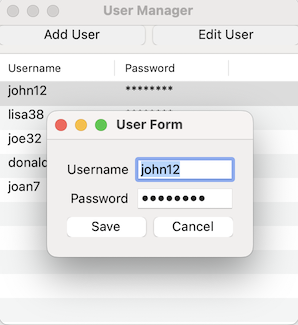 User Manager
Add User Edit User
Username Password
john12 ********
lisa38
joe32
donald
joan7
User Form
Username john12
Password ●●●●●●●●
Save Cancel